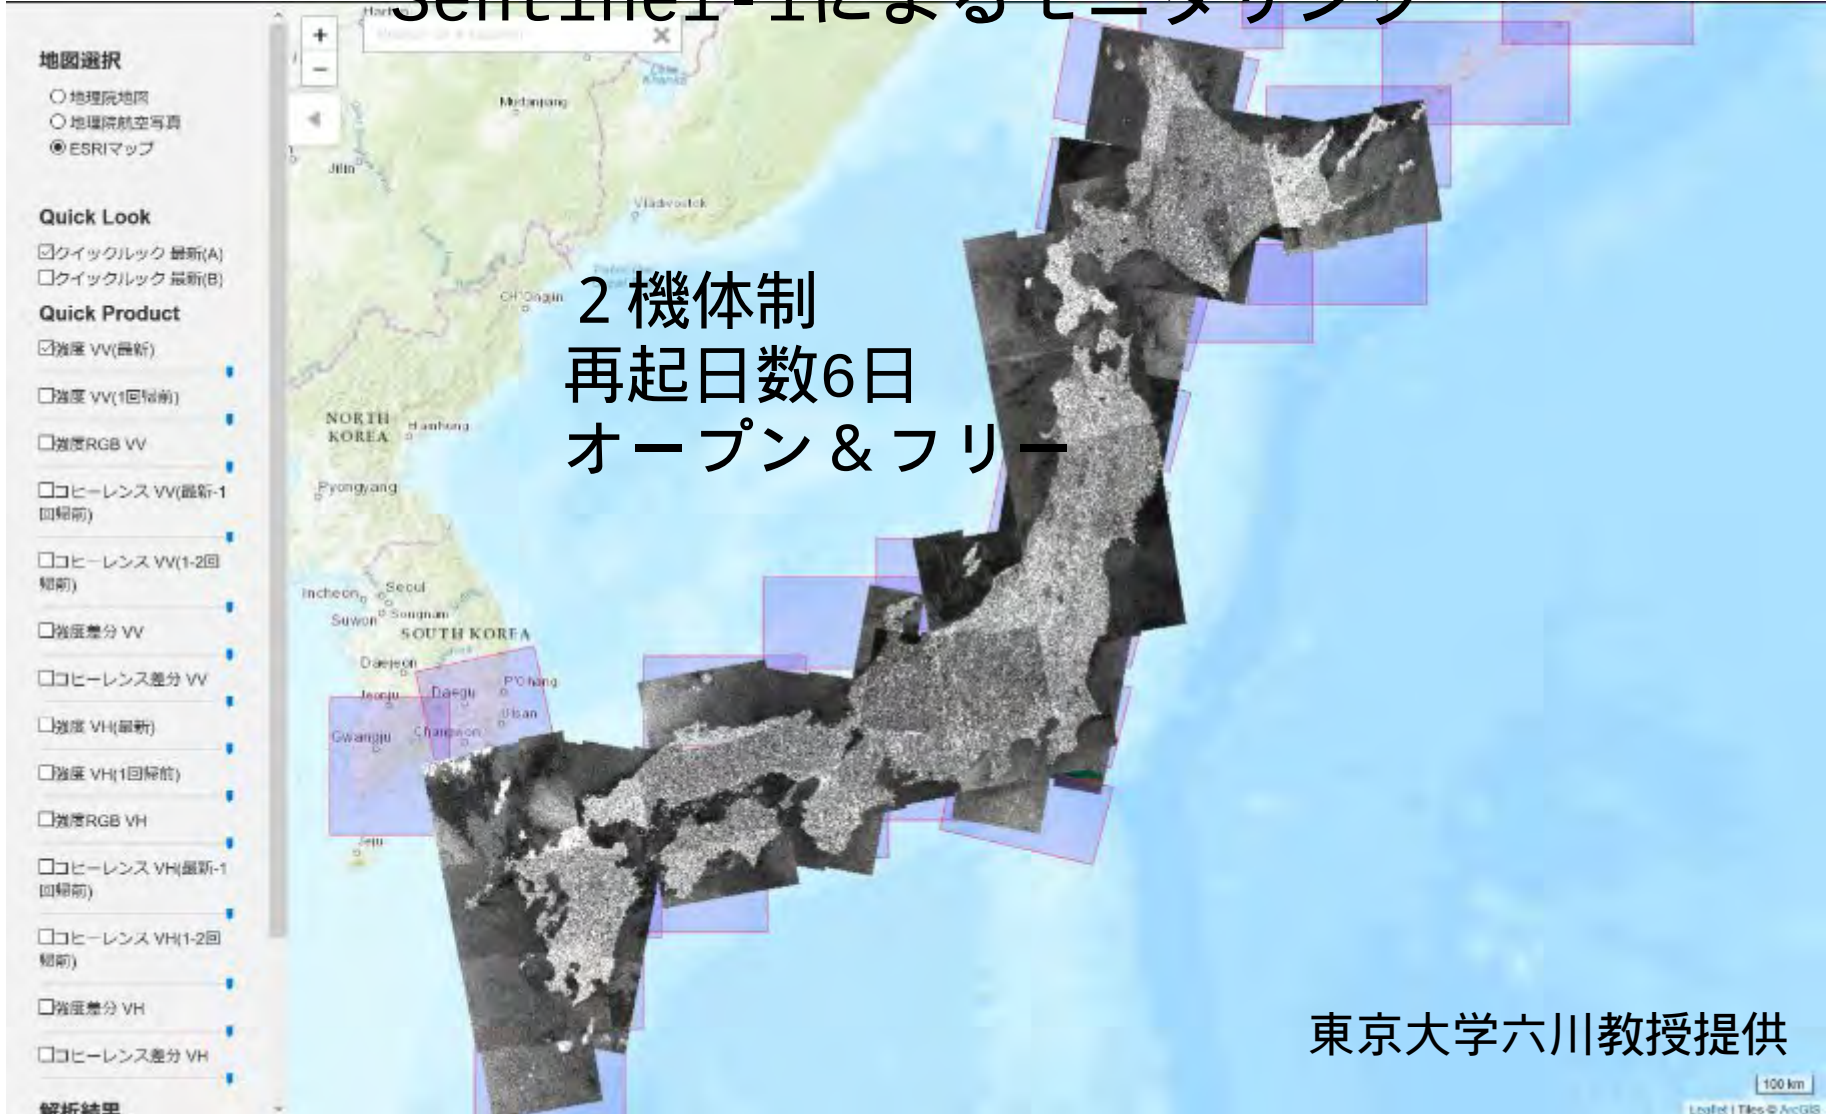 Sentinel-1によるモニタリング
地図選択
地理院地図
地理院航空写真
ESRIマップ
Quick Look
クイックルック 最新(A)
クイックルック 最新(B)
Quick Product
強度 VV(最新)
強度 VV(1回帰前)
強度RGB VV
コヒーレンス VV(最新-1
回帰前)
コヒーレンス VV(1-2回
帰前)
強度差分 VV
コヒーレンス差分 VV
強度 VH(最新)
強度 VH(1回帰前)
強度RGB VH
コヒーレンス VH(最新-1
回帰前)
コヒーレンス VH(1-2回
帰前)
強度差分 VH
コヒーレンス差分 VH
解析結果
+
−
Mudanjiang
Jilin
Vladivostok
CH'Ongjin
２機体制
再起日数6日
オープン＆フリー
NORTH
KOREA
Hamhung
Pyongyang
Incheon
Seoul
Suwon
Songnam
SOUTH KOREA
Daejeon
Jeonju
Daegu
P'Ohang
Ulsan
Gwangju
Changwon
Jeju
東京大学六川教授提供
100 km
Leaflet | Tiles © ArcGIS